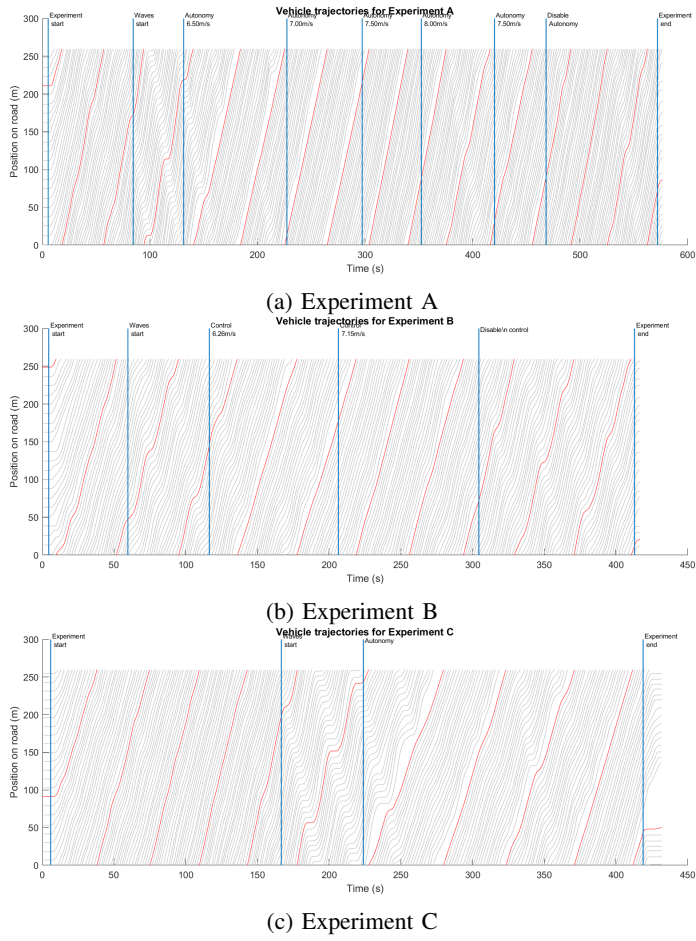 Vehicle trajectories for Experiment A
Experiment start
Waves start
Autonomy 6.50m/s
Autonomy 7.00m/s
Autonomy 7.50m/s
Autonomy 8.00m/s
Autonomy 7.50m/s
Disable Autonomy
Experiment end
300
250
200
150
100
50
0
Position on road (m)
0 100 200 300 400 500 600
Time (s)
(a) Experiment A
Vehicle trajectories for Experiment B
Experiment start
Waves start
Control 6.26m/s
Control 7.15m/s
Disable\n control
Experiment end
300
250
200
150
100
50
0
Position on road (m)
0 50 100 150 200 250 300 350 400 450
Time (s)
(b) Experiment B
Vehicle trajectories for Experiment C
Experiment start
Waves start
Autonomy
Experiment end
300
250
200
150
100
50
0
Position on road (m)
0 50 100 150 200 250 300 350 400 450
Time (s)
(c) Experiment C